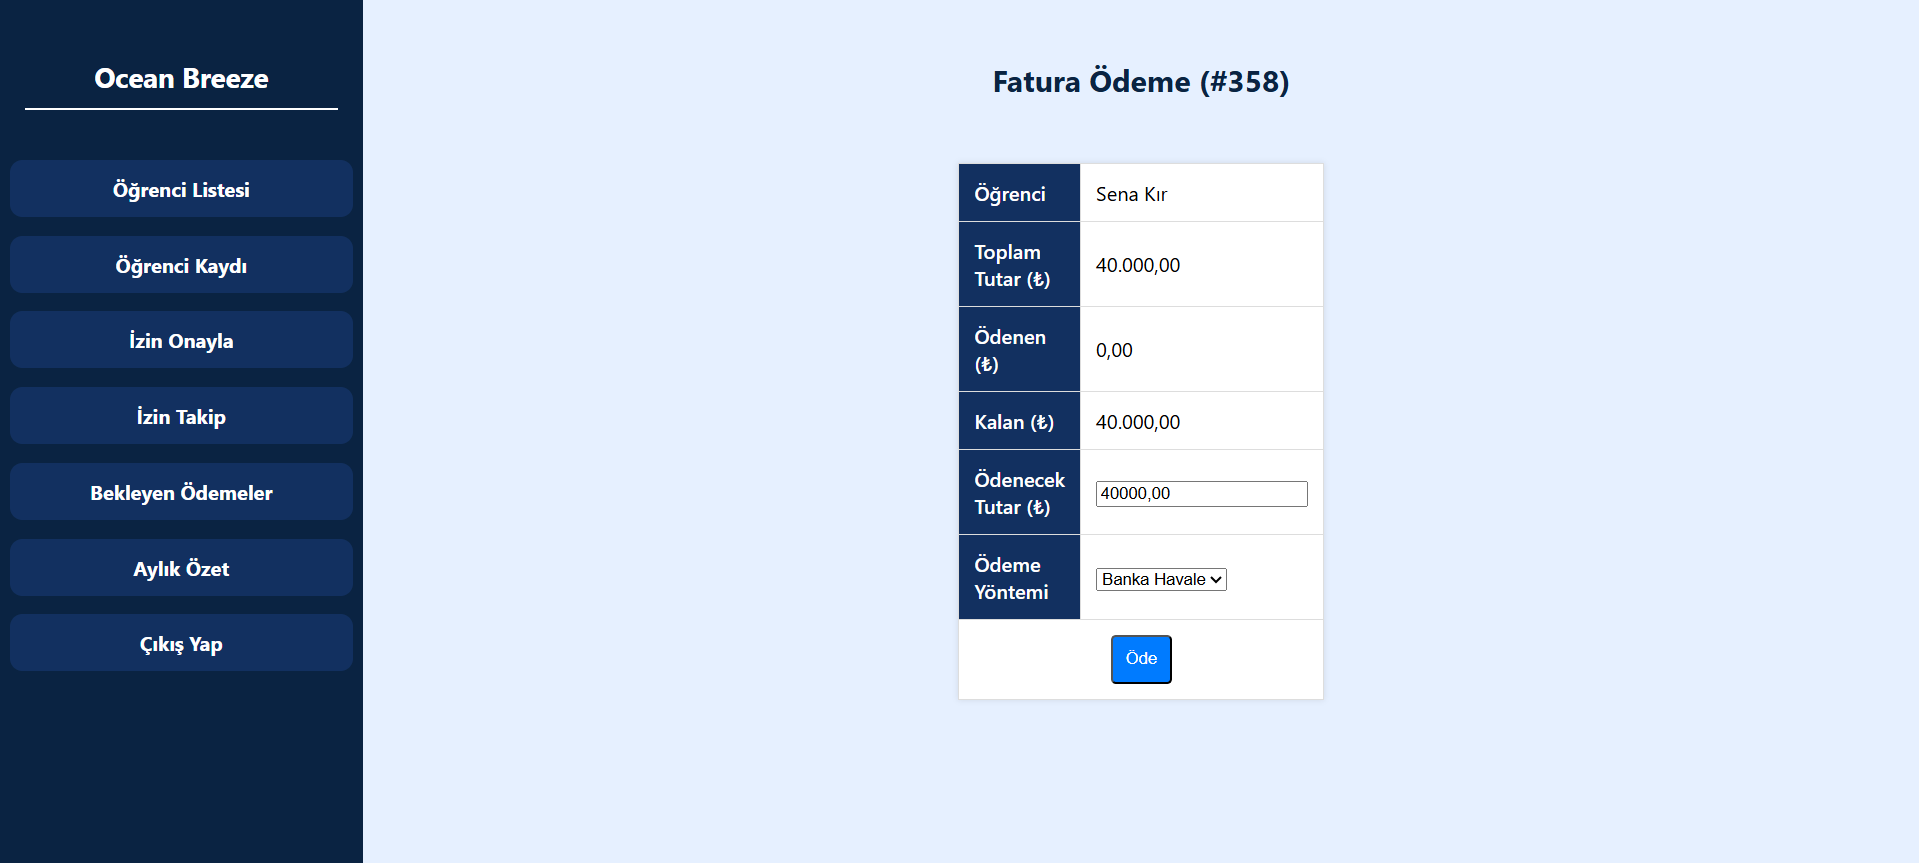 Ocean Breeze
Öğrenci Listesi
Öğrenci Kaydı
İzin Onayla
İzin Takip
Bekleyen Ödemeler
Aylık Özet
Çıkış Yap
Fatura Ödeme (#358)
Öğrenci
Sena Kır
Toplam
Tutar (₺)
40.000,00
Ödenen
(₺)
0,00
Kalan (₺)
40.000,00
Ödenecek
Tutar (₺)
40000,00
Ödeme
Yöntemi
Banka Havale
Öde